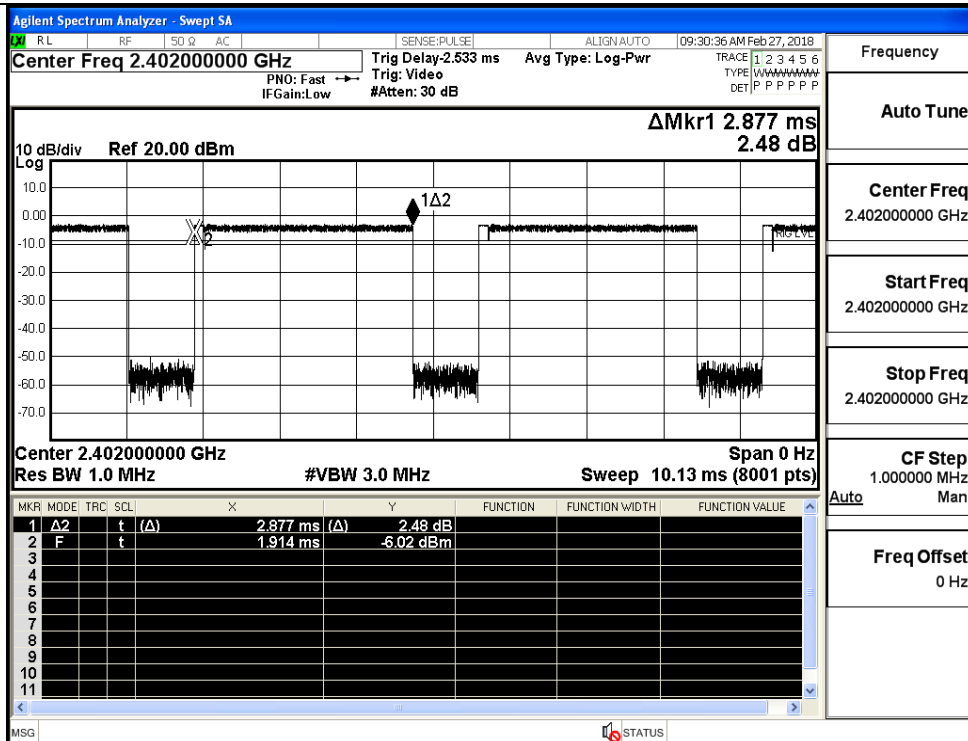 Agilent Spectrum Analyzer - Swept SA
LXI RL RF 50 Ω AC SENSE:PULSE ALIGN AUTO 09:30:36 AM Feb 27, 2018
Center Freq 2.402000000 GHz
PNO: Fast
IFGain:Low
Trig Delay-2.533 ms
Trig: Video
#Atten: 30 dB
Avg Type: Log-Pwr
TRACE 1 2 3 4 5 6
TYPE WWWWWW
DET P P P P P P
ΔMkr1 2.877 ms
2.48 dB
10 dB/div Ref 20.00 dBm
Log
10.0
0.00
-10.0
-20.0
-30.0
-40.0
-50.0
-60.0
-70.0
1Δ2
2
TRIG LVL
Center 2.402000000 GHz Span 0 Hz
Res BW 1.0 MHz #VBW 3.0 MHz Sweep 10.13 ms (8001 pts)
MKR MODE TRC SCL X Y FUNCTION FUNCTION WIDTH FUNCTION VALUE
1 Δ2 t (Δ) 2.877 ms (Δ) 2.48 dB
2 F t 1.914 ms -6.02 dBm
3
4
5
6
7
8
9
10
11
MSG STATUS
Frequency
Auto Tune
Center Freq
2.402000000 GHz
Start Freq
2.402000000 GHz
Stop Freq
2.402000000 GHz
CF Step
1.000000 MHz
Auto Man
Freq Offset
0 Hz